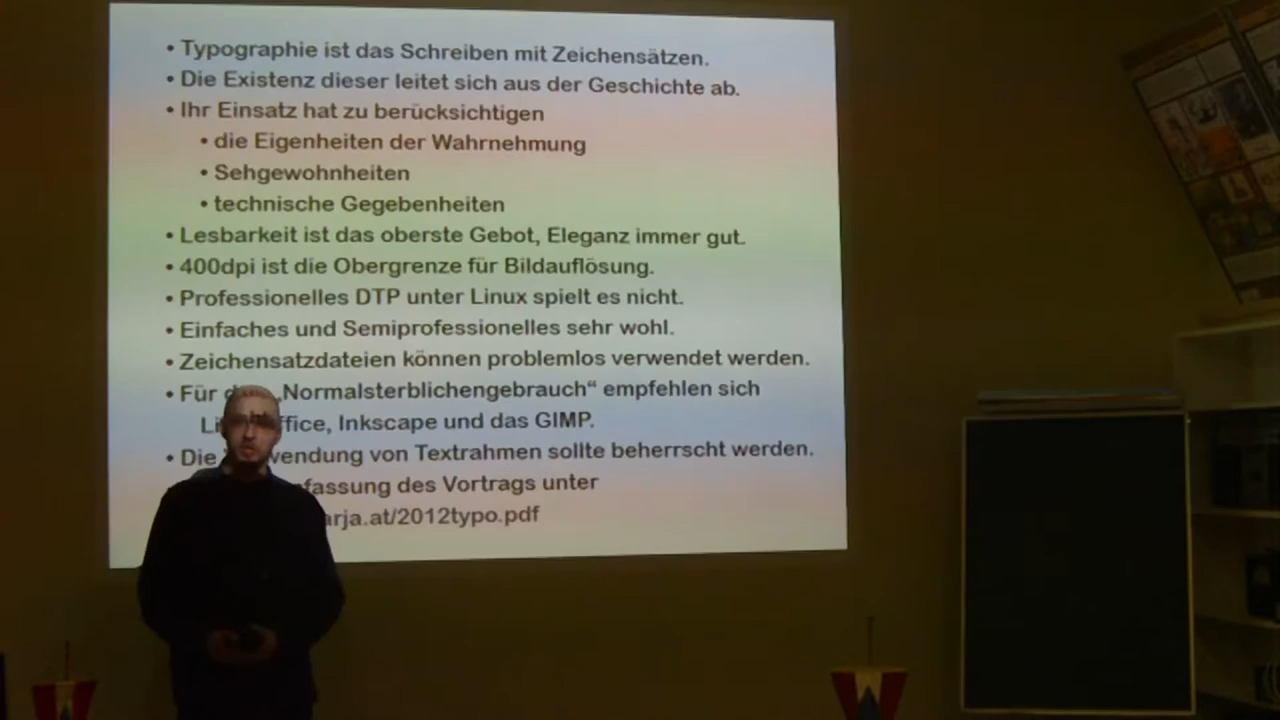 • Typographie ist das Schreiben mit Zeichensätzen.
• Die Existenz dieser leitet sich aus der Geschichte ab.
• Ihr Einsatz hat zu berücksichtigen
• die Eigenheiten der Wahrnehmung
• Sehgewohnheiten
• technische Gegebenheiten
• Lesbarkeit ist das oberste Gebot, Eleganz immer gut.
• 400dpi ist die Obergrenze für Bildauflösung.
• Professionelles DTP unter Linux spielt es nicht.
• Einfaches und Semiprofessionelles sehr wohl.
• Zeichensatzdateien können problemlos verwendet werden.
• Für „Normalsterblichengebrauch“ empfehlen sich
Inkscape und das GIMP.
• Die von Textrahmen sollte beherrscht werden.
fassung des Vortrags unter
arja.at/2012typo.pdf